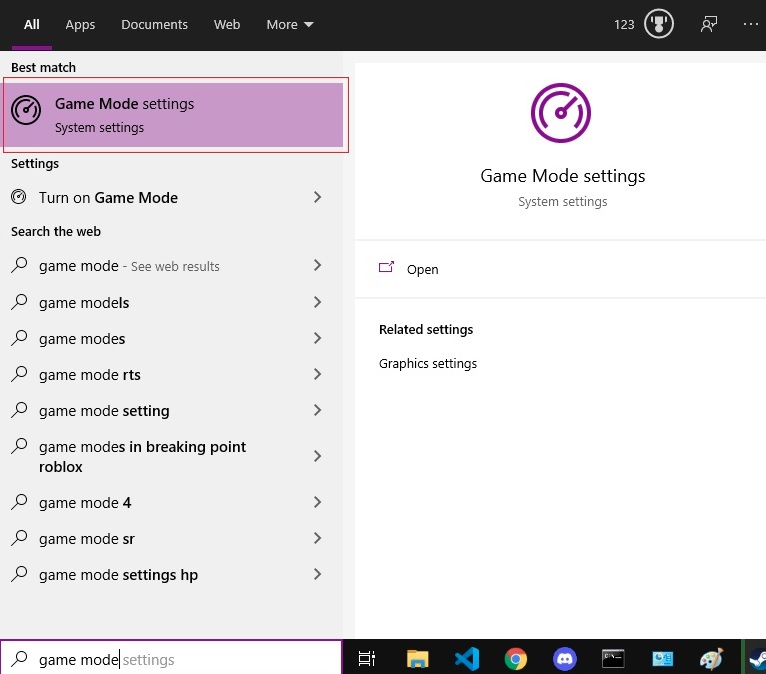 All Apps Documents Web More 123 ...
Best match
Game Mode settings
System settings
Settings
Turn on Game Mode
Search the web
game mode - See web results
game models
game modes
game mode rts
game mode setting
game modes in breaking point
roblox
game mode 4
game mode sr
game mode settings hp
Game Mode settings
System settings
Open
Related settings
Graphics settings
game mode settings